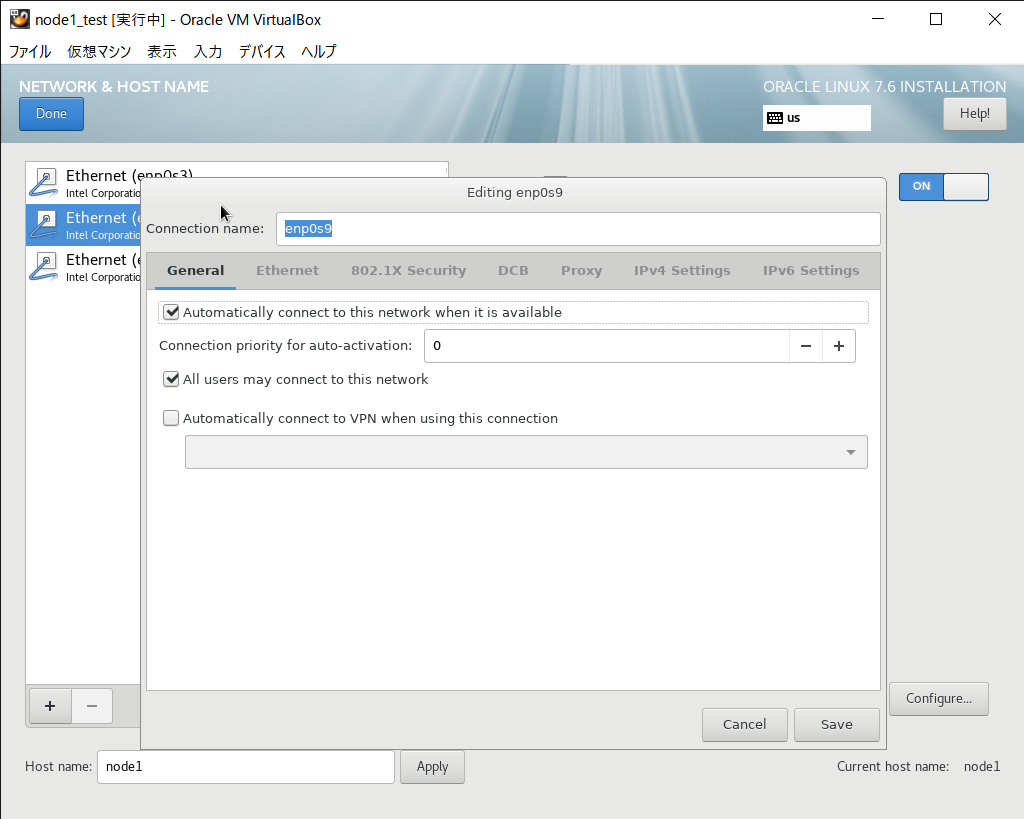 node1_test [実行中] - Oracle VM VirtualBox
ファイル 仮想マシン 表示 入力 デバイス ヘルプ
NETWORK & HOST NAME
ORACLE LINUX 7.6 INSTALLATION
Done
us
Help!
Ethernet (enp0s3)
Intel Corporatio
Ethernet (e
Intel Corporatio
Ethernet (e
Intel Corporatio
ON
Editing enp0s9
Connection name: enp0s9
General Ethernet 802.1X Security DCB Proxy IPv4 Settings IPv6 Settings
Automatically connect to this network when it is available
Connection priority for auto-activation: 0 − +
All users may connect to this network
Automatically connect to VPN when using this connection
+ −
Configure...
Cancel Save
Host name: node1 Apply
Current host name: node1